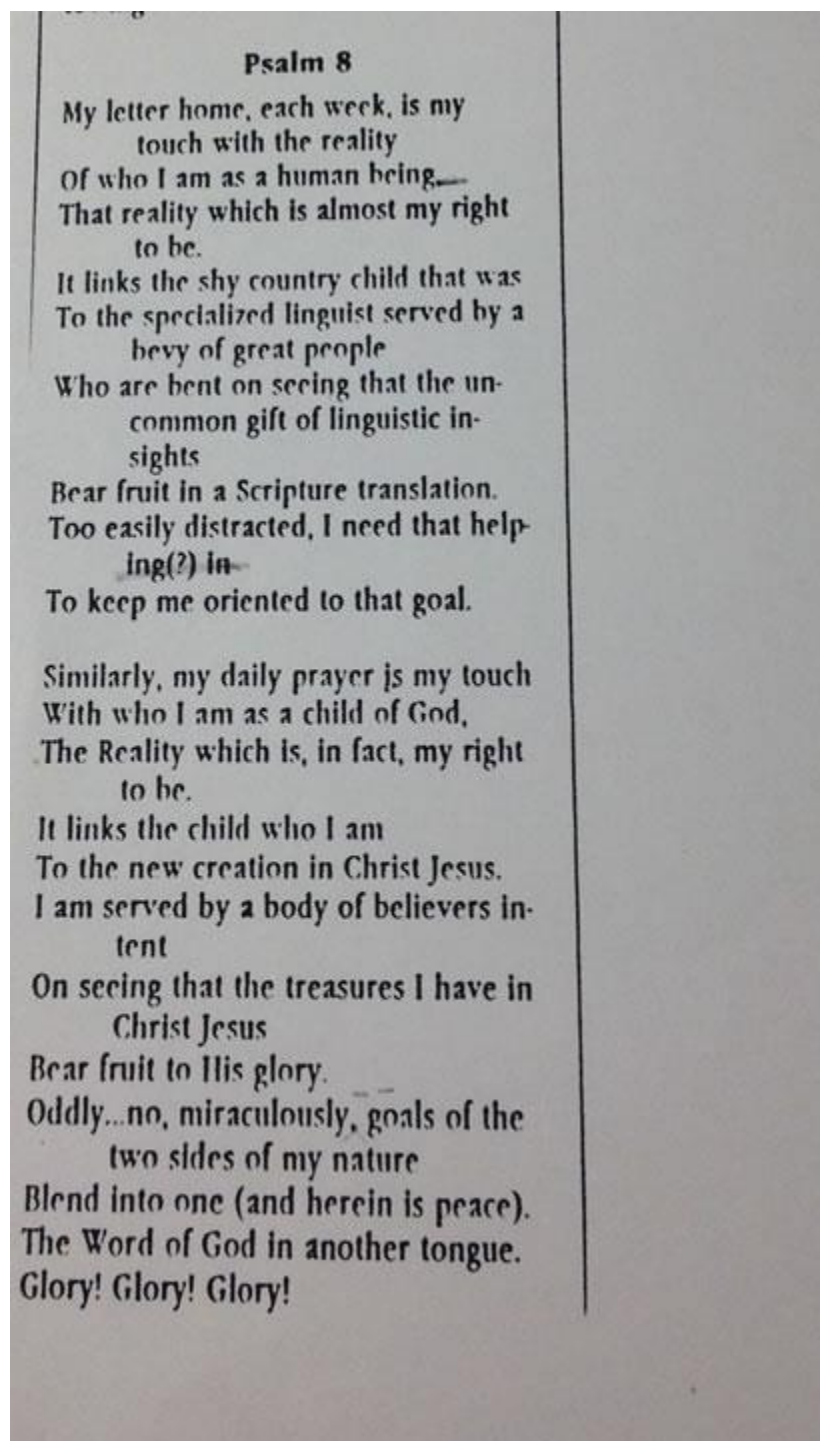 Psalm 8
My letter home, each week, is my
touch with the reality
Of who I am as a human being
That reality which is almost my right
to be.
It links the shy country child that was
To the specialized linguist served by a
bevy of great people
Who are bent on seeing that the un-
common gift of linguistic in-
sights
Bear fruit in a Scripture translation.
Too easily distracted, I need that help-
ing(?) in
To keep me oriented to that goal.
Similarly, my daily prayer is my touch
With who I am as a child of God,
The Reality which is, in fact, my right
to be.
It links the child who I am
To the new creation in Christ Jesus.
I am served by a body of believers in-
tent
On seeing that the treasures I have in
Christ Jesus
Bear fruit to His glory.
Oddly...no, miraculously, goals of the
two sides of my nature
Blend into one (and herein is peace).
The Word of God in another tongue.
Glory! Glory! Glory!